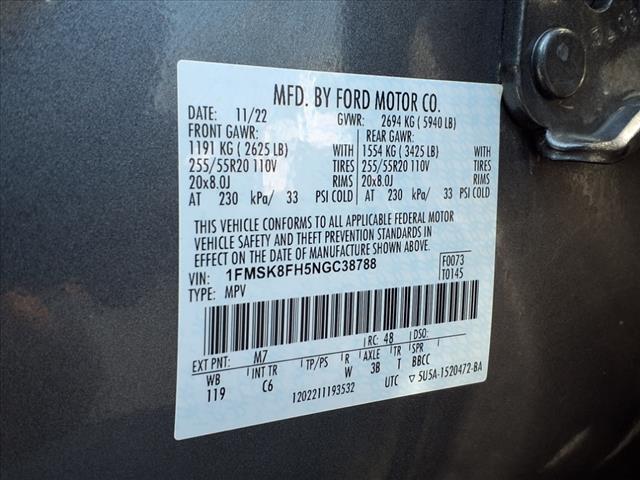 MFD. BY FORD MOTOR CO.
DATE: 11/22 GVWR: 2694 KG ( 5940 LB)
FRONT GAWR: REAR GAWR:
1191 KG ( 2625 LB) WITH 1554 KG ( 3425 LB) WITH
255/55R20 110V TIRES 255/55R20 110V TIRES
20x8.0J RIMS 20x8.0J RIMS
AT 230 kPa/ 33 PSI COLD AT 230 kPa/ 33 PSI COLD
THIS VEHICLE CONFORMS TO ALL APPLICABLE FEDERAL MOTOR
VEHICLE SAFETY AND THEFT PREVENTION STANDARDS IN
EFFECT ON THE DATE OF MANUFACTURE SHOWN ABOVE.
VIN: 1FMSK8FH5NGC38788 F0073
TYPE: MPV T0145
EXT PNT: M7 RC: 48 DSO:
WB INT TR TP/PS R AXLE TR SPR
119 C6 W 3B T BBCC
1202211193532 UTC ▽ 5U5A-1520472-BA